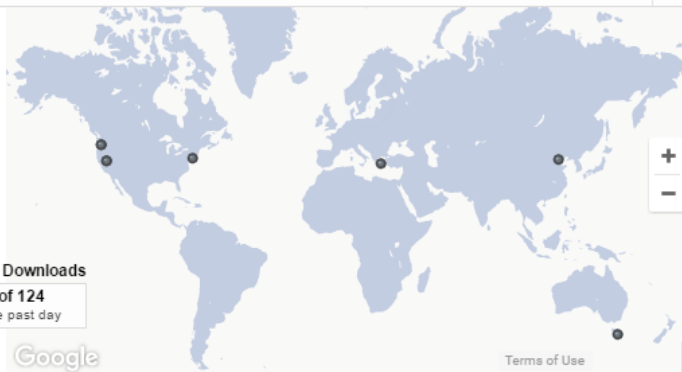 +
−
Downloads
of 124
past day
Google
Terms of Use